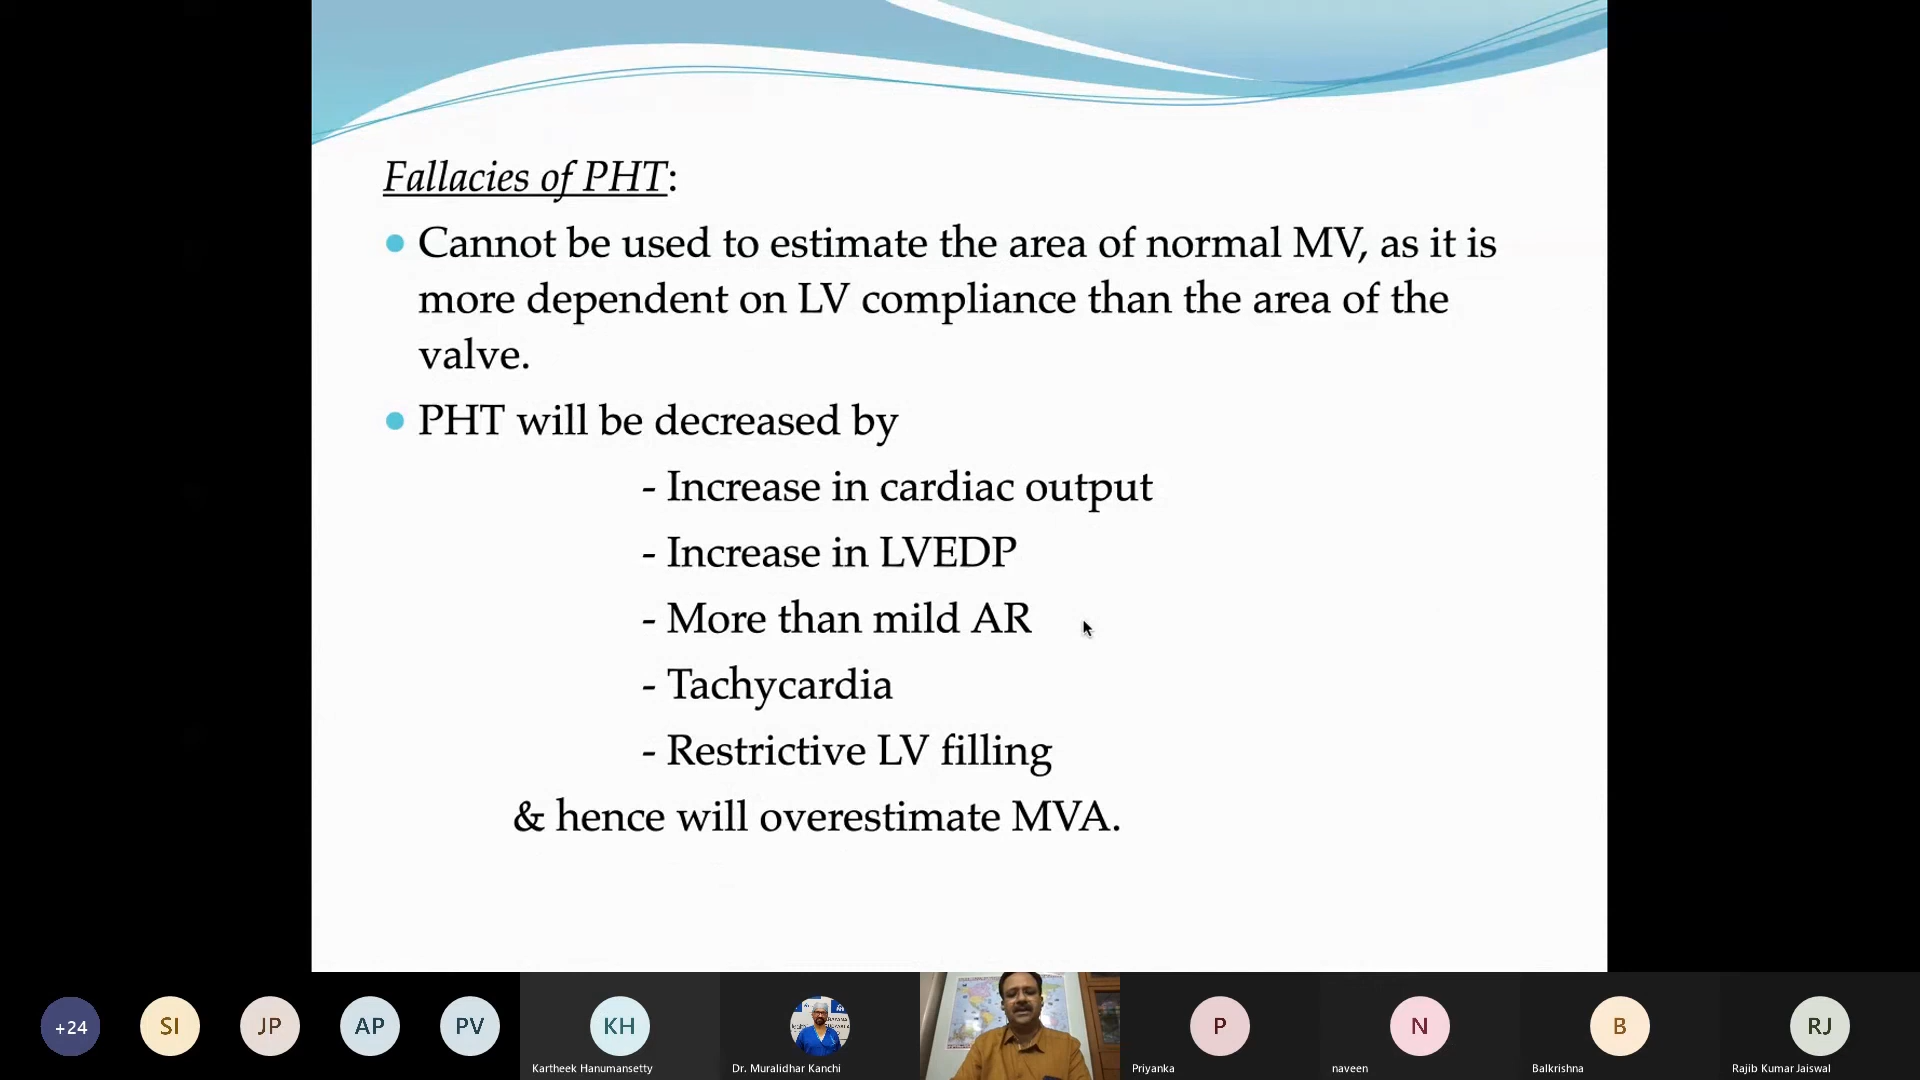 Fallacies of PHT:
Cannot be used to estimate the area of normal MV, as it is
more dependent on LV compliance than the area of the
valve.
PHT will be decreased by
- Increase in cardiac output
- Increase in LVEDP
- More than mild AR
- Tachycardia
- Restrictive LV filling
& hence will overestimate MVA.
+24
SI
JP
AP
PV
KH
P
N
B
RJ
Kartheek Hanumansetty
Dr. Muralidhar Kanchi
Priyanka
naveen
Balkrishna
Rajib Kumar Jaiswal